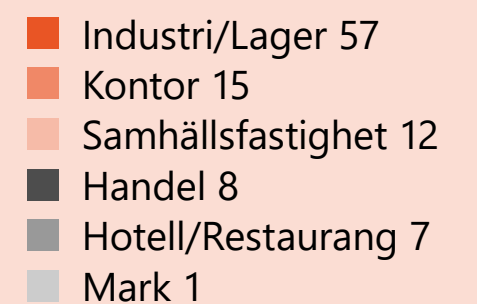 Industri/Lager 57
Kontor 15
Samhällsfastighet 12
Handel 8
Hotell/Restaurang 7
Mark 1